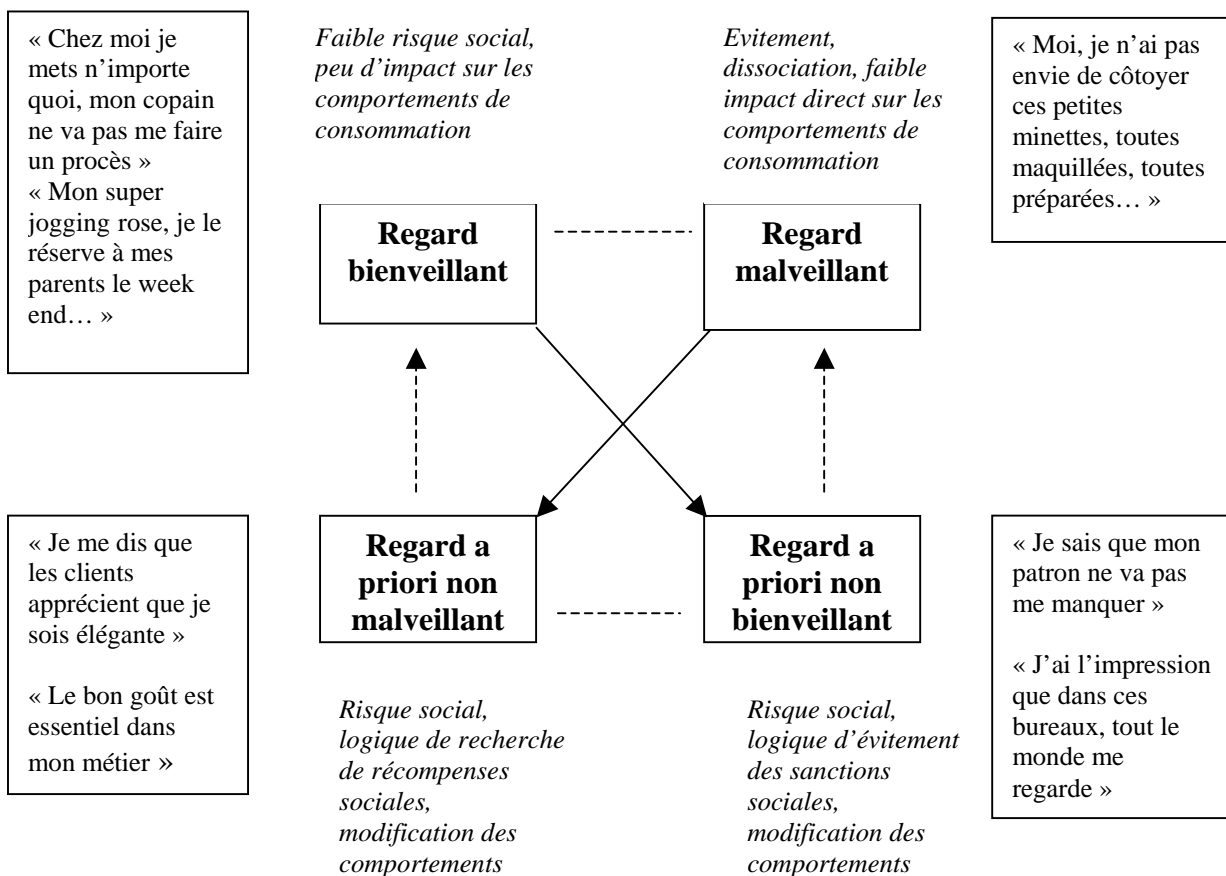 « Chez moi je
mets n’importe
quoi, mon copain
ne va pas me faire
un procès »
« Mon super
jogging rose, je le
réserve à mes
parents le week
end… »
Faible risque social,
peu d’impact sur les
comportements de
consommation
Evitement,
dissociation, faible
impact direct sur les
comportements de
consommation
« Moi, je n’ai pas
envie de côtoyer
ces petites
minettes, toutes
maquillées, toutes
préparées… »
Regard
bienveillant
Regard
malveillant
« Je me dis que
les clients
apprécient que je
sois élégante »
« Le bon goût est
essentiel dans
mon métier »
Regard a
priori non
malveillant
Regard a
priori non
bienveillant
« Je sais que mon
patron ne va pas
me manquer »
« J’ai l’impression
que dans ces
bureaux, tout le
monde me
regarde »
Risque social,
logique de recherche
de récompenses
sociales,
modification des
comportements
Risque social,
logique d’évitement
des sanctions
sociales,
modification des
comportements